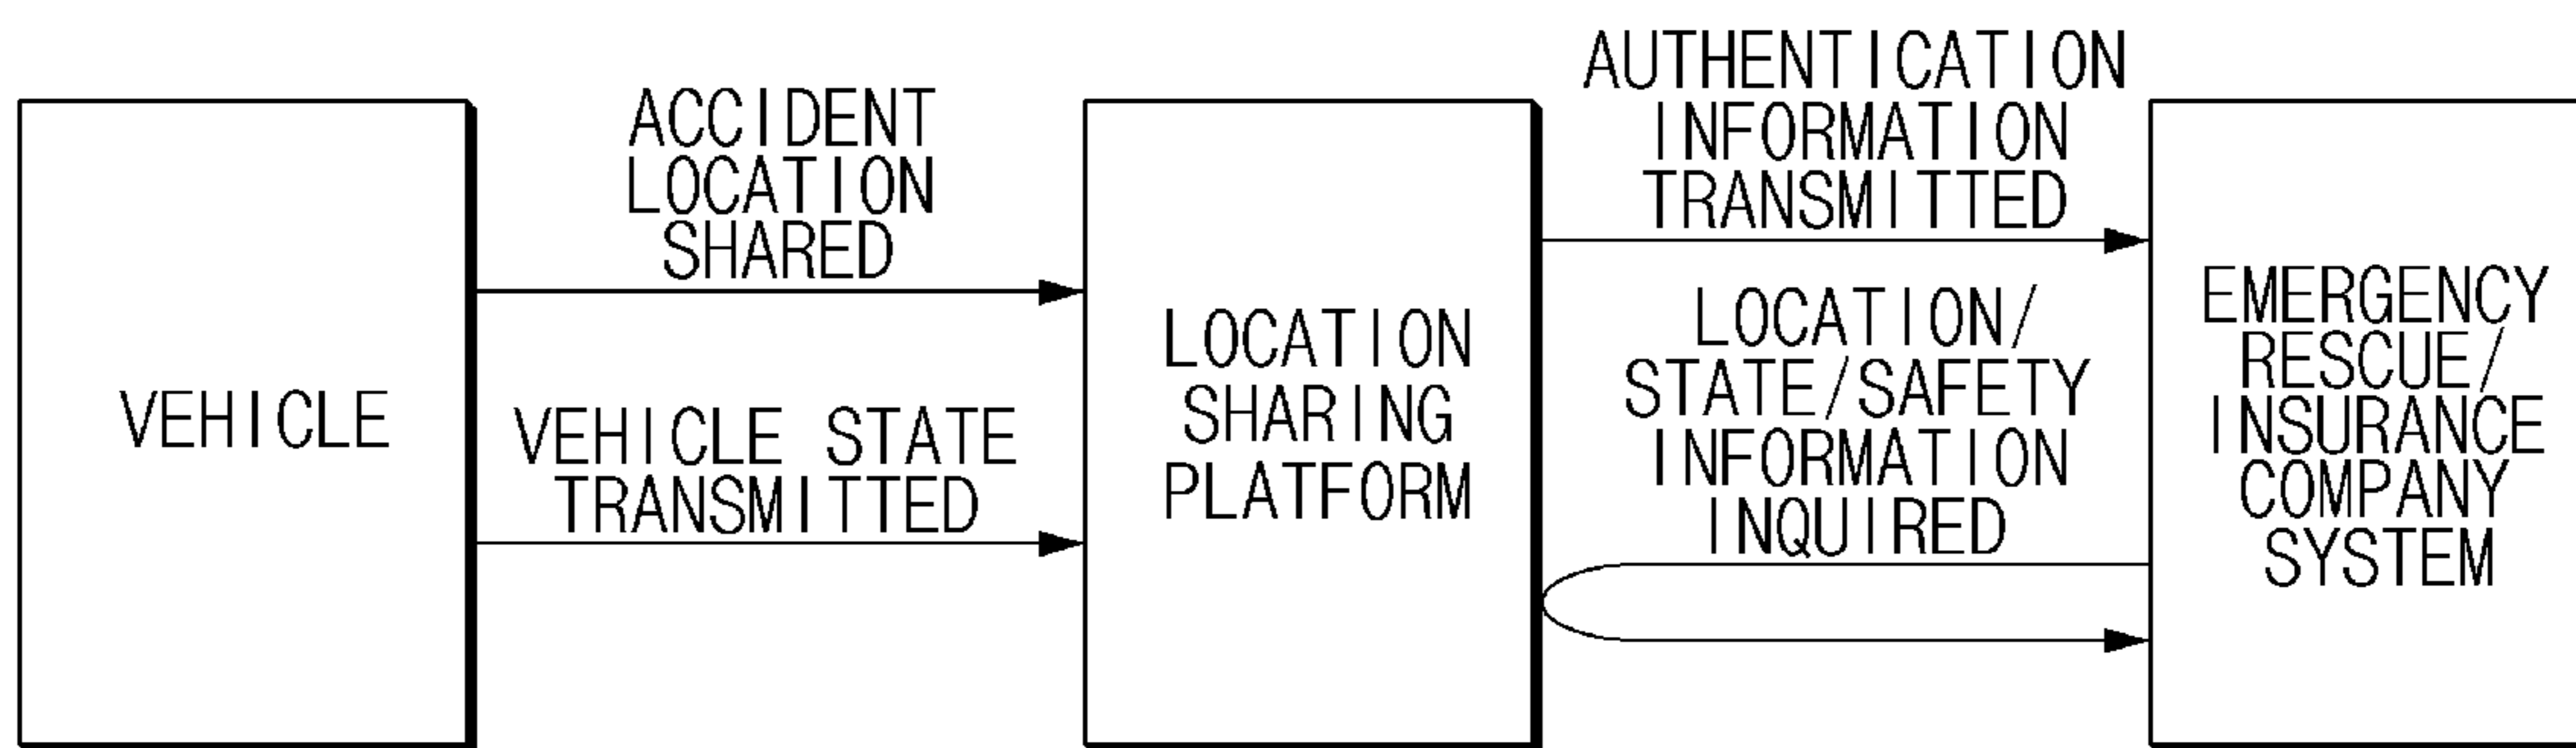 VEHICLE
ACCIDENT
LOCATION
SHARED
VEHICLE STATE
TRANSMITTED
LOCATION
SHARING
PLATFORM
AUTHENTICATION
INFORMATION
TRANSMITTED
LOCATION/
STATE/SAFETY
INFORMATION
INQUIRED
EMERGENCY
RESCUE/
INSURANCE
COMPANY
SYSTEM